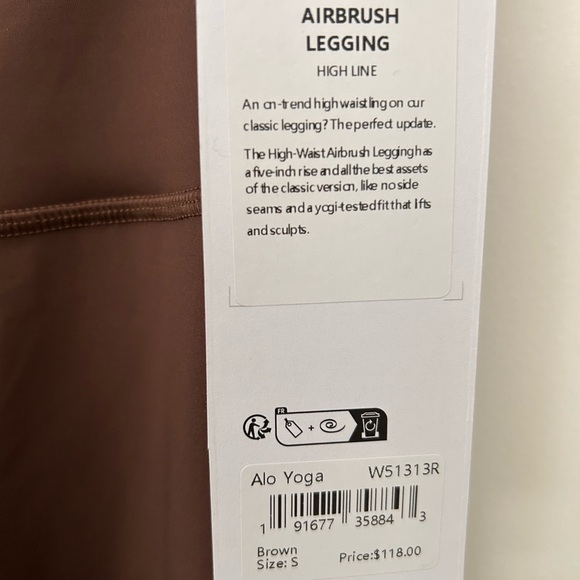 AIRBRUSH
LEGGING
HIGH LINE
An on-trend high waistling on our
classic legging? The perfect update.
The High-Waist Airbrush Legging has
a five-inch rise and all the best assets
of the classic version, like no side
seams and a yogi-tested fit that lifts
and sculpts.
FR
+
Alo Yoga W51313R
1 91677 35884 3
Brown
Size: S Price:$118.00